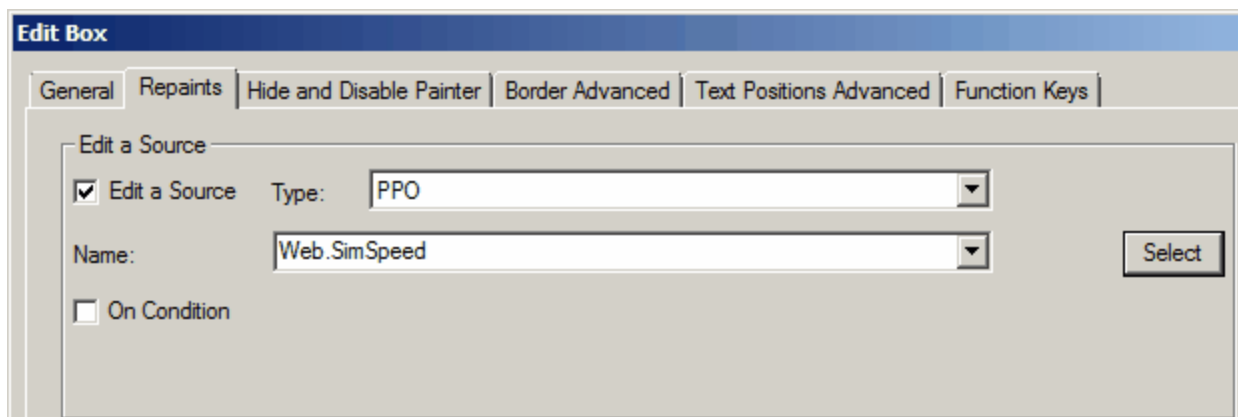 Edit Box
General Repaints Hide and Disable Painter Border Advanced Text Positions Advanced Function Keys
Edit a Source
Edit a Source Type: PPO
Name: Web.SimSpeed Select
On Condition